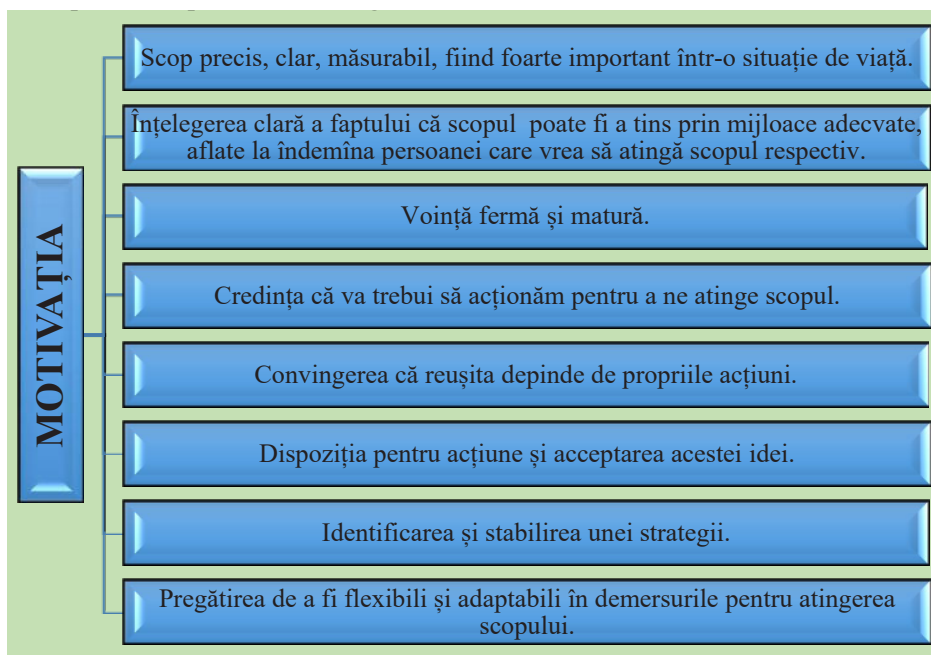 MOTIVAȚIA
Scop precis, clar, măsurabil, fiind foarte important într-o situație de viață.
Înțelegerea clară a faptului că scopul poate fi a tins prin mijloace adecvate,
aflate la îndemîna persoanei care vrea să atingă scopul respectiv.
Voință fermă și matură.
Credința că va trebui să acționăm pentru a ne atinge scopul.
Convingerea că reușita depinde de propriile acțiuni.
Dispoziția pentru acțiune și acceptarea acestei idei.
Identificarea și stabilirea unei strategii.
Pregătirea de a fi flexibili și adaptabili în demersurile pentru atingerea
scopului.